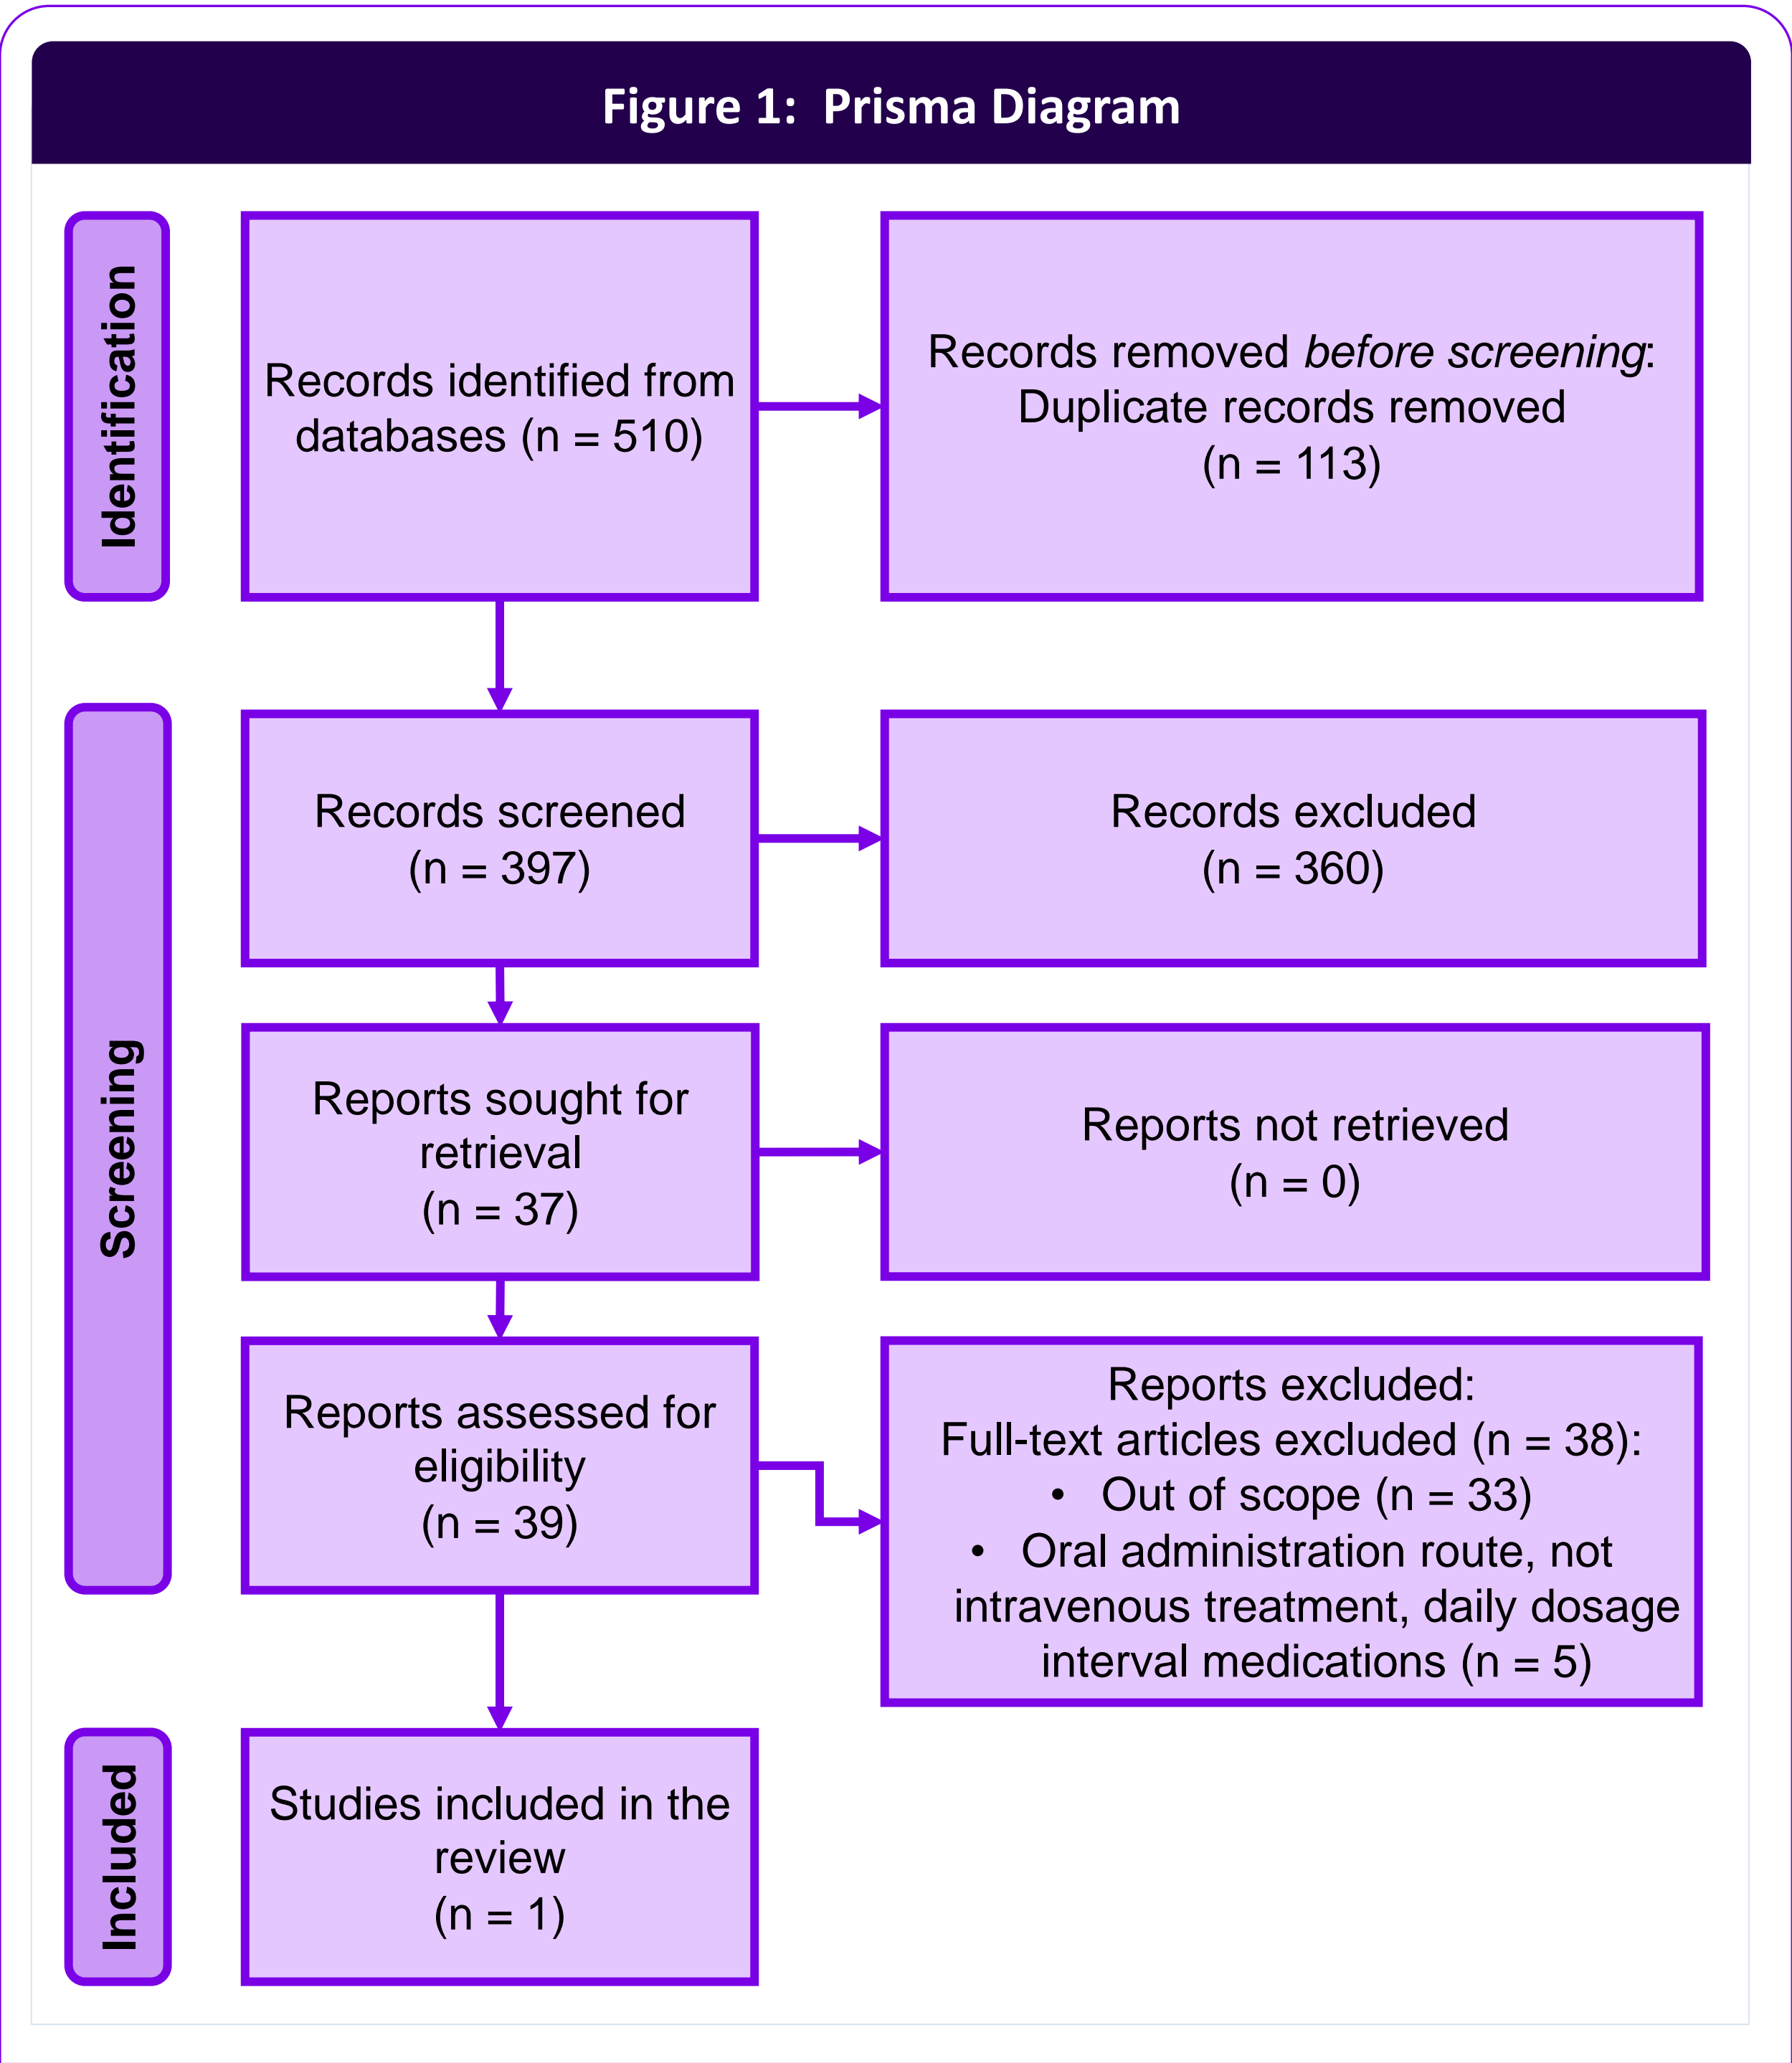 Figure 1: Prisma Diagram
Identification
Records identified from
databases (n = 510)
Records removed before screening:
Duplicate records removed
(n = 113)
Screening
Records screened
(n = 397)
Records excluded
(n = 360)
Reports sought for
retrieval
(n = 37)
Reports not retrieved
(n = 0)
Reports assessed for
eligibility
(n = 39)
Reports excluded:
Full-text articles excluded (n = 38):
• Out of scope (n = 33)
• Oral administration route, not
intravenous treatment, daily dosage
interval medications (n = 5)
Included
Studies included in the
review
(n = 1)